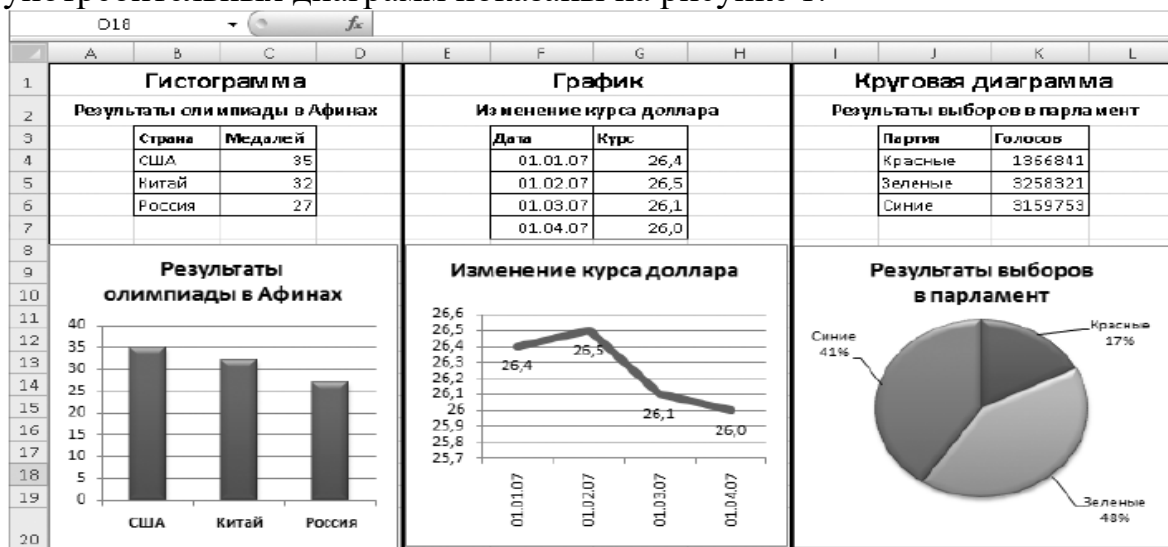 употребительных диаграмм показаны на рисунке 1.
D18 fx
A B C D E F G H I J K L
1 Гистограмма График Круговая диаграмма
2 Результаты олимпиады в Афинах Изменение курса доллара Результаты выборов в парламент
3 Страна Медалей Дата Курс Партия Голосов
4 США 35 01.01.07 26,4 Красные 1366841
5 Китай 32 01.02.07 26,5 Зеленые 3258321
6 Россия 27 01.03.07 26,1 Синие 3159753
7 01.04.07 26,0
8
9
10
11
12
13
14
15
16
17
18
19
20
Результаты
олимпиады в Афинах
40
35
30
25
20
15
10
5
0
США Китай Россия
Изменение курса доллара
26,6
26,5
26,4
26,3
26,2
26,1
26
25,9
25,8
25,7
26,4
26,5
26,1
26,0
01.01.07 01.02.07 01.03.07 01.04.07
Результаты выборов
в парламент
Красные
17%
Синие
41%
Зеленые
48%